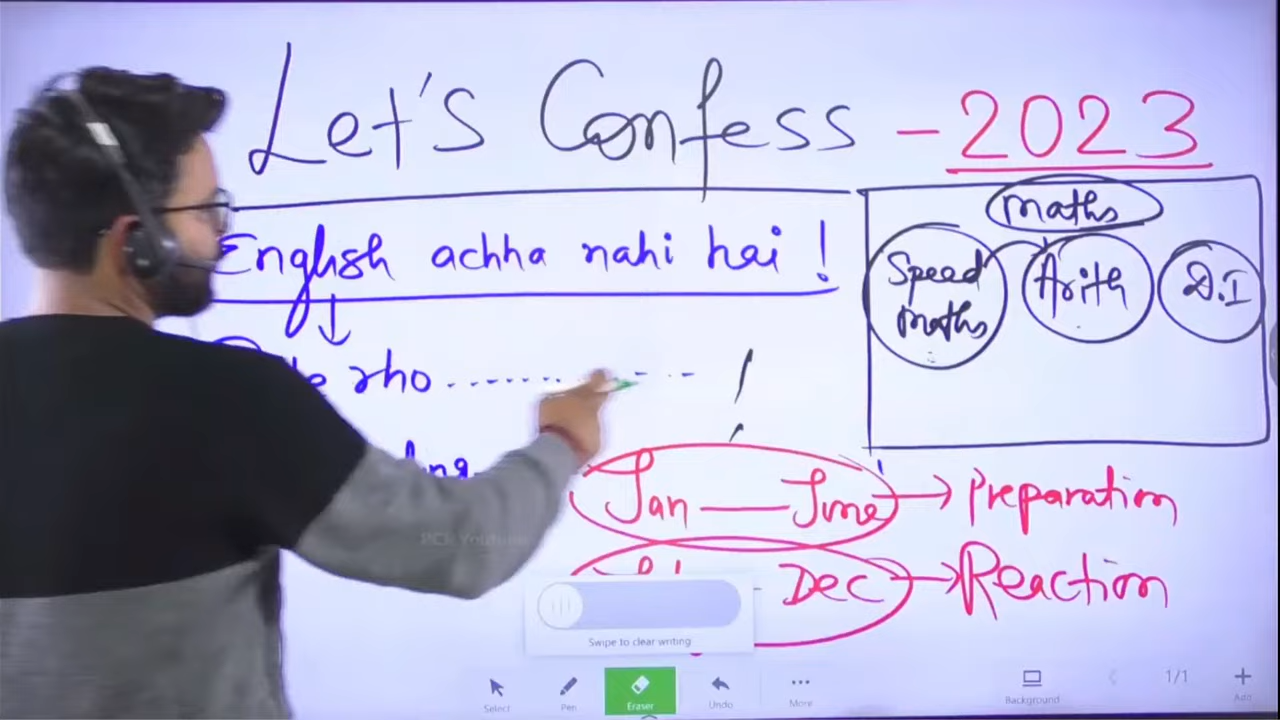 Let's Confess - 2023
English achha nahi hai !
rho ............ !
Maths
Speed Maths
Arith
D.I
Jan — June → Preparation
Dec → Reaction
Swipe to clear writing
Select
Pen
Eraser
Undo
More
Background
1/1
Add